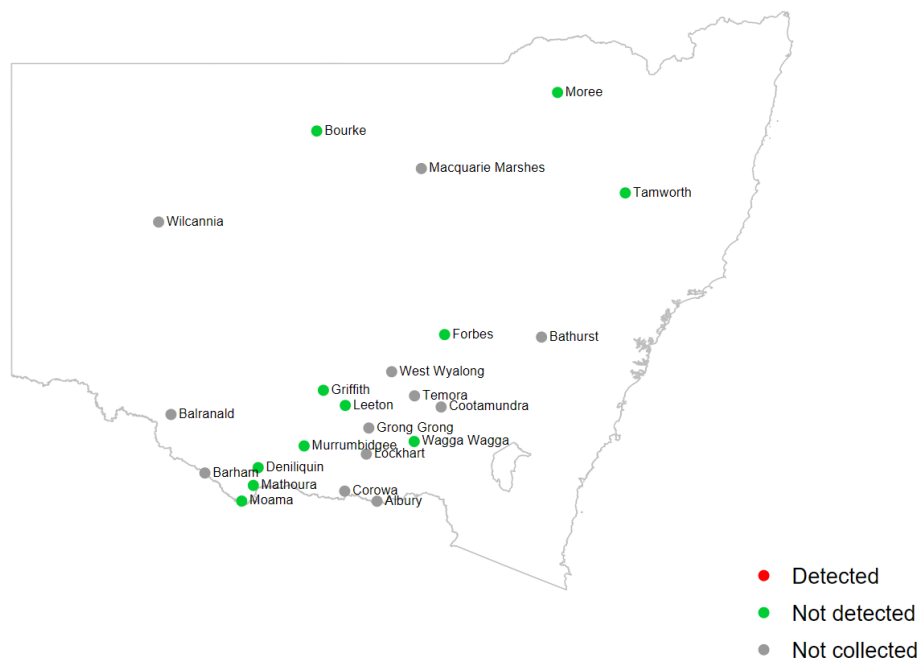 Moree
Bourke
Macquarie Marshes
Tamworth
Wilcannia
Forbes
Bathurst
West Wyalong
Griffith
Temora
Leeton
Cootamundra
Balranald
Grong Grong
Wagga Wagga
Murrumbidgee
Lockhart
Deniliquin
Barham
Mathoura
Corowa
Moama
Albury
Detected
Not detected
Not collected